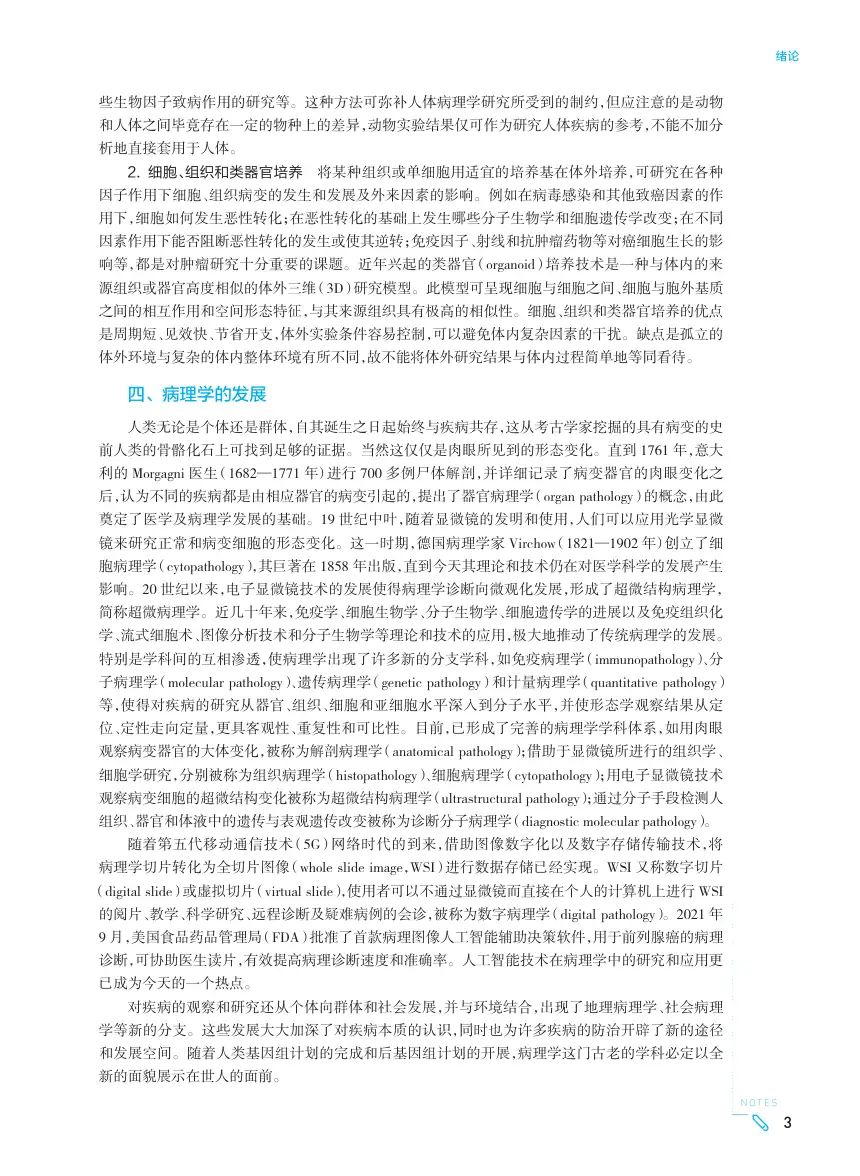 绪论
些生物因子致病作用的研究等。这种方法可弥补人体病理学研究所受到的制约，但应注意的是动物
和人体之间毕竟存在一定的物种上的差异，动物实验结果仅可作为研究人体疾病的参考，不能不加分
析地直接套用于人体。
2. 细胞、组织和类器官培养　将某种组织或单细胞用适宜的培养基在体外培养，可研究在各种
因子作用下细胞、组织病变的发生和发展及外来因素的影响。例如在病毒感染和其他致癌因素的作
用下，细胞如何发生恶性转化；在恶性转化的基础上发生哪些分子生物学和细胞遗传学改变；在不同
因素作用下能否阻断恶性转化的发生或使其逆转；免疫因子、射线和抗肿瘤药物等对癌细胞生长的影
响等，都是对肿瘤研究十分重要的课题。近年兴起的类器官（organoid）培养技术是一种与体内的来
源组织或器官高度相似的体外三维（3D）研究模型。此模型可呈现细胞与细胞之间、细胞与胞外基质
之间的相互作用和空间形态特征，与其来源组织具有极高的相似性。细胞、组织和类器官培养的优点
是周期短、见效快、节省开支，体外实验条件容易控制，可以避免体内复杂因素的干扰。缺点是孤立的
体外环境与复杂的体内整体环境有所不同，故不能将体外研究结果与体内过程简单地等同看待。
四、病理学的发展
人类无论是个体还是群体，自其诞生之日起始终与疾病共存，这从考古学家挖掘的具有病变的史
前人类的骨骼化石上可找到足够的证据。当然这仅仅是肉眼所见到的形态变化。直到 1761 年，意大
利的 Morgagni 医生（1682—1771 年）进行 700 多例尸体解剖，并详细记录了病变器官的肉眼变化之
后，认为不同的疾病都是由相应器官的病变引起的，提出了器官病理学（organ pathology）的概念，由此
奠定了医学及病理学发展的基础。19 世纪中叶，随着显微镜的发明和使用，人们可以应用光学显微
镜来研究正常和病变细胞的形态变化。这一时期，德国病理学家 Virchow（1821—1902 年）创立了细
胞病理学（cytopathology），其巨著在 1858 年出版，直到今天其理论和技术仍在对医学科学的发展产生
影响。20 世纪以来，电子显微镜技术的发展使得病理学诊断向微观化发展，形成了超微结构病理学，
简称超微病理学。近几十年来，免疫学、细胞生物学、分子生物学、细胞遗传学的进展以及免疫组织化
学、流式细胞术、图像分析技术和分子生物学等理论和技术的应用，极大地推动了传统病理学的发展。
特别是学科间的互相渗透，使病理学出现了许多新的分支学科，如免疫病理学（immunopathology）、分
子病理学（molecular pathology）、遗传病理学（genetic pathology）和计量病理学（quantitative pathology）
等，使得对疾病的研究从器官、组织、细胞和亚细胞水平深入到分子水平，并使形态学观察结果从定
位、定性走向定量，更具客观性、重复性和可比性。目前，已形成了完善的病理学学科体系，如用肉眼
观察病变器官的大体变化，被称为解剖病理学（anatomical pathology）；借助于显微镜所进行的组织学、
细胞学研究，分别被称为组织病理学（histopathology）、细胞病理学（cytopathology）；用电子显微镜技术
观察病变细胞的超微结构变化被称为超微结构病理学（ultrastructural pathology）；通过分子手段检测人
组织、器官和体液中的遗传与表观遗传改变被称为诊断分子病理学（diagnostic molecular pathology）。
随着第五代移动通信技术（5G）网络时代的到来，借助图像数字化以及数字存储传输技术，将
病理学切片转化为全切片图像（whole slide image，WSI）进行数据存储已经实现。WSI 又称数字切片
（digital slide）或虚拟切片（virtual slide），使用者可以不通过显微镜而直接在个人的计算机上进行 WSI
的阅片、教学、科学研究、远程诊断及疑难病例的会诊，被称为数字病理学（digital pathology）。2021 年
9 月，美国食品药品管理局（FDA）批准了首款病理图像人工智能辅助决策软件，用于前列腺癌的病理
诊断，可协助医生读片，有效提高病理诊断速度和准确率。人工智能技术在病理学中的研究和应用更
已成为今天的一个热点。
对疾病的观察和研究还从个体向群体和社会发展，并与环境结合，出现了地理病理学、社会病理
学等新的分支。这些发展大大加深了对疾病本质的认识，同时也为许多疾病的防治开辟了新的途径
和发展空间。随着人类基因组计划的完成和后基因组计划的开展，病理学这门古老的学科必定以全
新的面貌展示在世人的面前。
NOTES
3